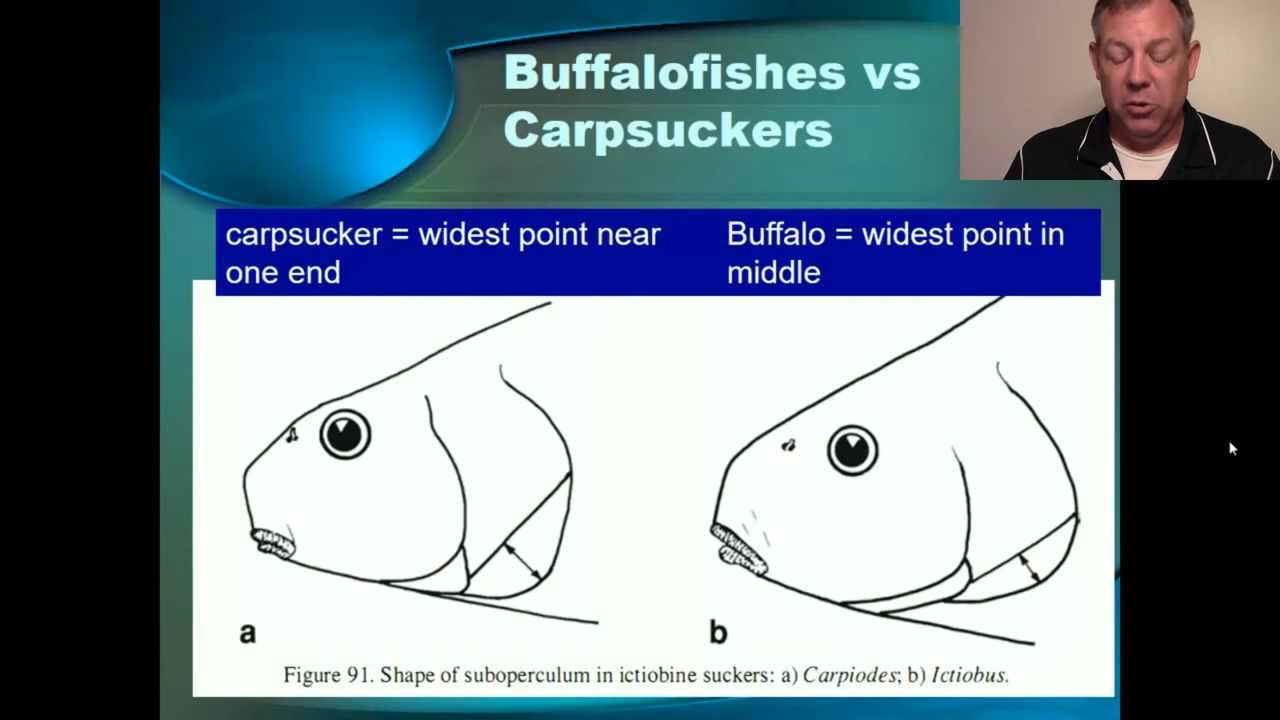 Buffalofishes vs
Carpsuckers
carpsucker = widest point near
one end
Buffalo = widest point in
middle
a
b
Figure 91. Shape of suboperculum in ictiobine suckers: a) Carpiodes; b) Ictiobus.